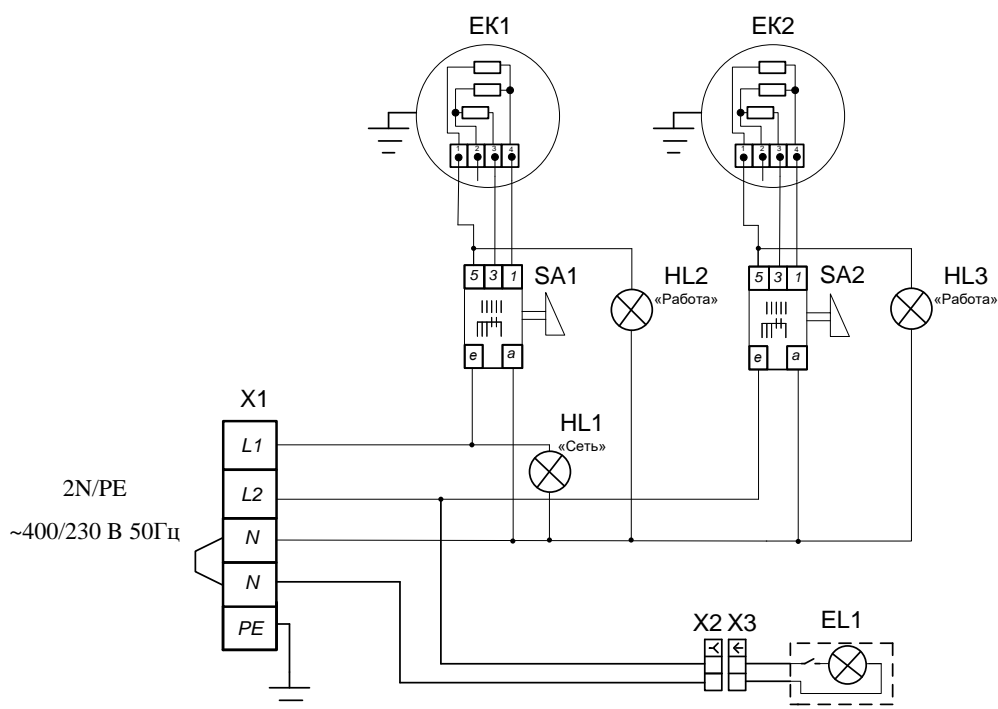 EK1
EK2
1 2 3 4
1 2 3 4
5 3 1
SA1
HL2
«Работа»
5 3 1
SA2
HL3
«Работа»
e a
e a
X1
HL1
«Сеть»
L1
L2
2N/PE
~400/230 В 50Гц
N
N
PE
X2 X3
EL1